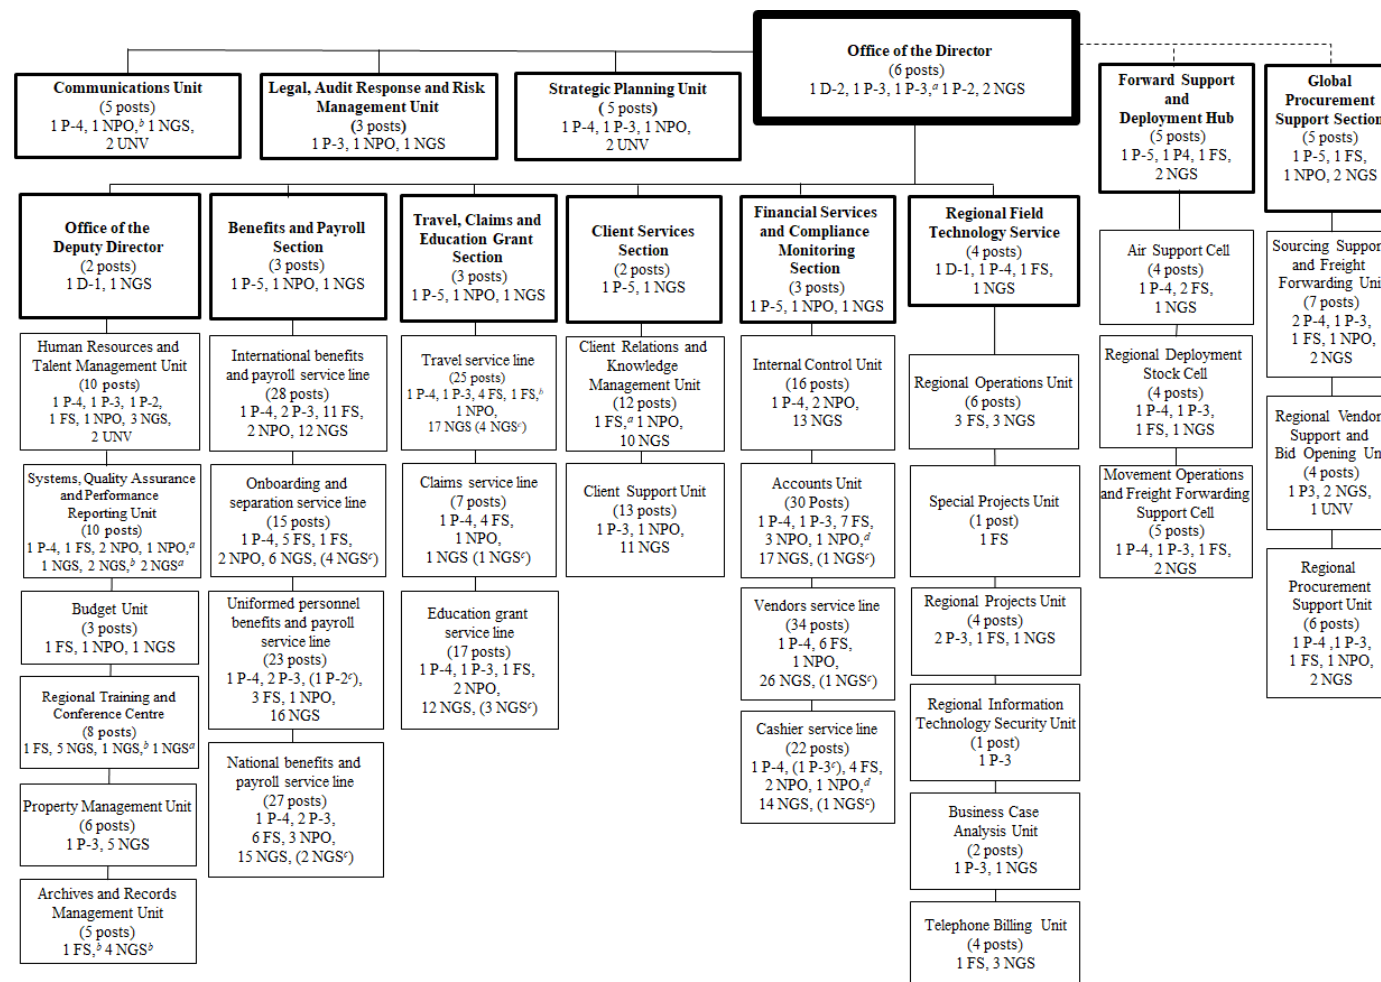 Office of the Director
(6 posts)
1 D-2, 1 P-3, 1 P-3,ᵃ 1 P-2, 2 NGS
Communications Unit
(5 posts)
1 P-4, 1 NPO,ᵇ 1 NGS,
2 UNV
Legal, Audit Response and Risk
Management Unit
(3 posts)
1 P-3, 1 NPO, 1 NGS
Strategic Planning Unit
( 5 posts)
1 P-4, 1 P-3, 1 NPO,
2 UNV
Forward Support
and
Deployment Hub
(5 posts)
1 P-5, 1 P4, 1 FS,
2 NGS
Global
Procurement
Support Section
(5 posts)
1 P-5, 1 FS,
1 NPO, 2 NGS
Office of the
Deputy Director
(2 posts)
1 D-1, 1 NGS
Human Resources and
Talent Management Unit
(10 posts)
1 P-4, 1 P-3, 1 P-2,
1 FS, 1 NPO, 3 NGS,
2 UNV
Systems, Quality Assurance
and Performance
Reporting Unit
(10 posts)
1 P-4, 1 FS, 2 NPO, 1 NPO,ᵃ
1 NGS, 2 NGS,ᵇ 2 NGSᵃ
Budget Unit
(3 posts)
1 FS, 1 NPO, 1 NGS
Regional Training and
Conference Centre
(8 posts)
1 FS, 5 NGS, 1 NGS,ᵇ 1 NGSᵃ
Property Management Unit
(6 posts)
1 P-3, 5 NGS
Archives and Records
Management Unit
(5 posts)
1 FS,ᵇ 4 NGSᵇ
Benefits and Payroll
Section
(3 posts)
1 P-5, 1 NPO, 1 NGS
International benefits
and payroll service line
(28 posts)
1 P-4, 2 P-3, 11 FS,
2 NPO, 12 NGS
Onboarding and
separation service line
(15 posts)
1 P-4, 5 FS, 1 FS,
2 NPO, 6 NGS, (4 NGSᶜ)
Uniformed personnel
benefits and payroll
service line
(23 posts)
1 P-4, 2 P-3, (1 P-2ᶜ),
3 FS, 1 NPO,
16 NGS
National benefits and
payroll service line
(27 posts)
1 P-4, 2 P-3,
6 FS, 3 NPO,
15 NGS, (2 NGSᶜ)
Travel, Claims and
Education Grant
Section
(3 posts)
1 P-5, 1 NPO, 1 NGS
Travel service line
(25 posts)
1 P-4, 1 P-3, 4 FS, 1 FS,ᵇ
1 NPO,
17 NGS (4 NGSᶜ)
Claims service line
(7 posts)
1 P-4, 4 FS,
1 NPO,
1 NGS (1 NGSᶜ)
Education grant
service line
(17 posts)
1 P-4, 1 P-3, 1 FS,
2 NPO,
12 NGS, (3 NGSᶜ)
Client Services
Section
(2 posts)
1 P-5, 1 NGS
Client Relations and
Knowledge
Management Unit
(12 posts)
1 FS,ᵃ 1 NPO,
10 NGS
Client Support Unit
(13 posts)
1 P-3, 1 NPO,
11 NGS
Financial Services
and Compliance
Monitoring
Section
(3 posts)
1 P-5, 1 NPO, 1 NGS
Internal Control Unit
(16 posts)
1 P-4, 2 NPO,
13 NGS
Accounts Unit
(30 Posts)
1 P-4, 1 P-3, 7 FS,
3 NPO, 1 NPO,ᵈ
17 NGS, (1 NGSᶜ)
Vendors service line
(34 posts)
1 P-4, 6 FS,
1 NPO,
26 NGS, (1 NGSᶜ)
Cashier service line
(22 posts)
1 P-4, (1 P-3ᶜ), 4 FS,
2 NPO, 1 NPO,ᵈ
14 NGS, (1 NGSᶜ)
Regional Field
Technology Service
(4 posts)
1 D-1, 1 P-4, 1 FS,
1 NGS
Regional Operations Unit
(6 posts)
3 FS, 3 NGS
Special Projects Unit
(1 post)
1 FS
Regional Projects Unit
(4 posts)
2 P-3, 1 FS, 1 NGS
Regional Information
Technology Security Unit
(1 post)
1 P-3
Business Case
Analysis Unit
(2 posts)
1 P-3, 1 NGS
Telephone Billing Unit
(4 posts)
1 FS, 3 NGS
Air Support Cell
(4 posts)
1 P-4, 2 FS,
1 NGS
Regional Deployment
Stock Cell
(4 posts)
1 P-4, 1 P-3,
1 FS, 1 NGS
Movement Operations
and Freight Forwarding
Support Cell
(5 posts)
1 P-4, 1 P-3, 1 FS,
2 NGS
Sourcing Support
and Freight
Forwarding Uni
(7 posts)
2 P-4, 1 P-3,
1 FS, 1 NPO,
2 NGS
Regional Vendor
Support and
Bid Opening Un
(4 posts)
1 P3, 2 NGS,
1 UNV
Regional
Procurement
Support Unit
(6 posts)
1 P-4 ,1 P-3,
1 FS, 1 NPO,
2 NGS